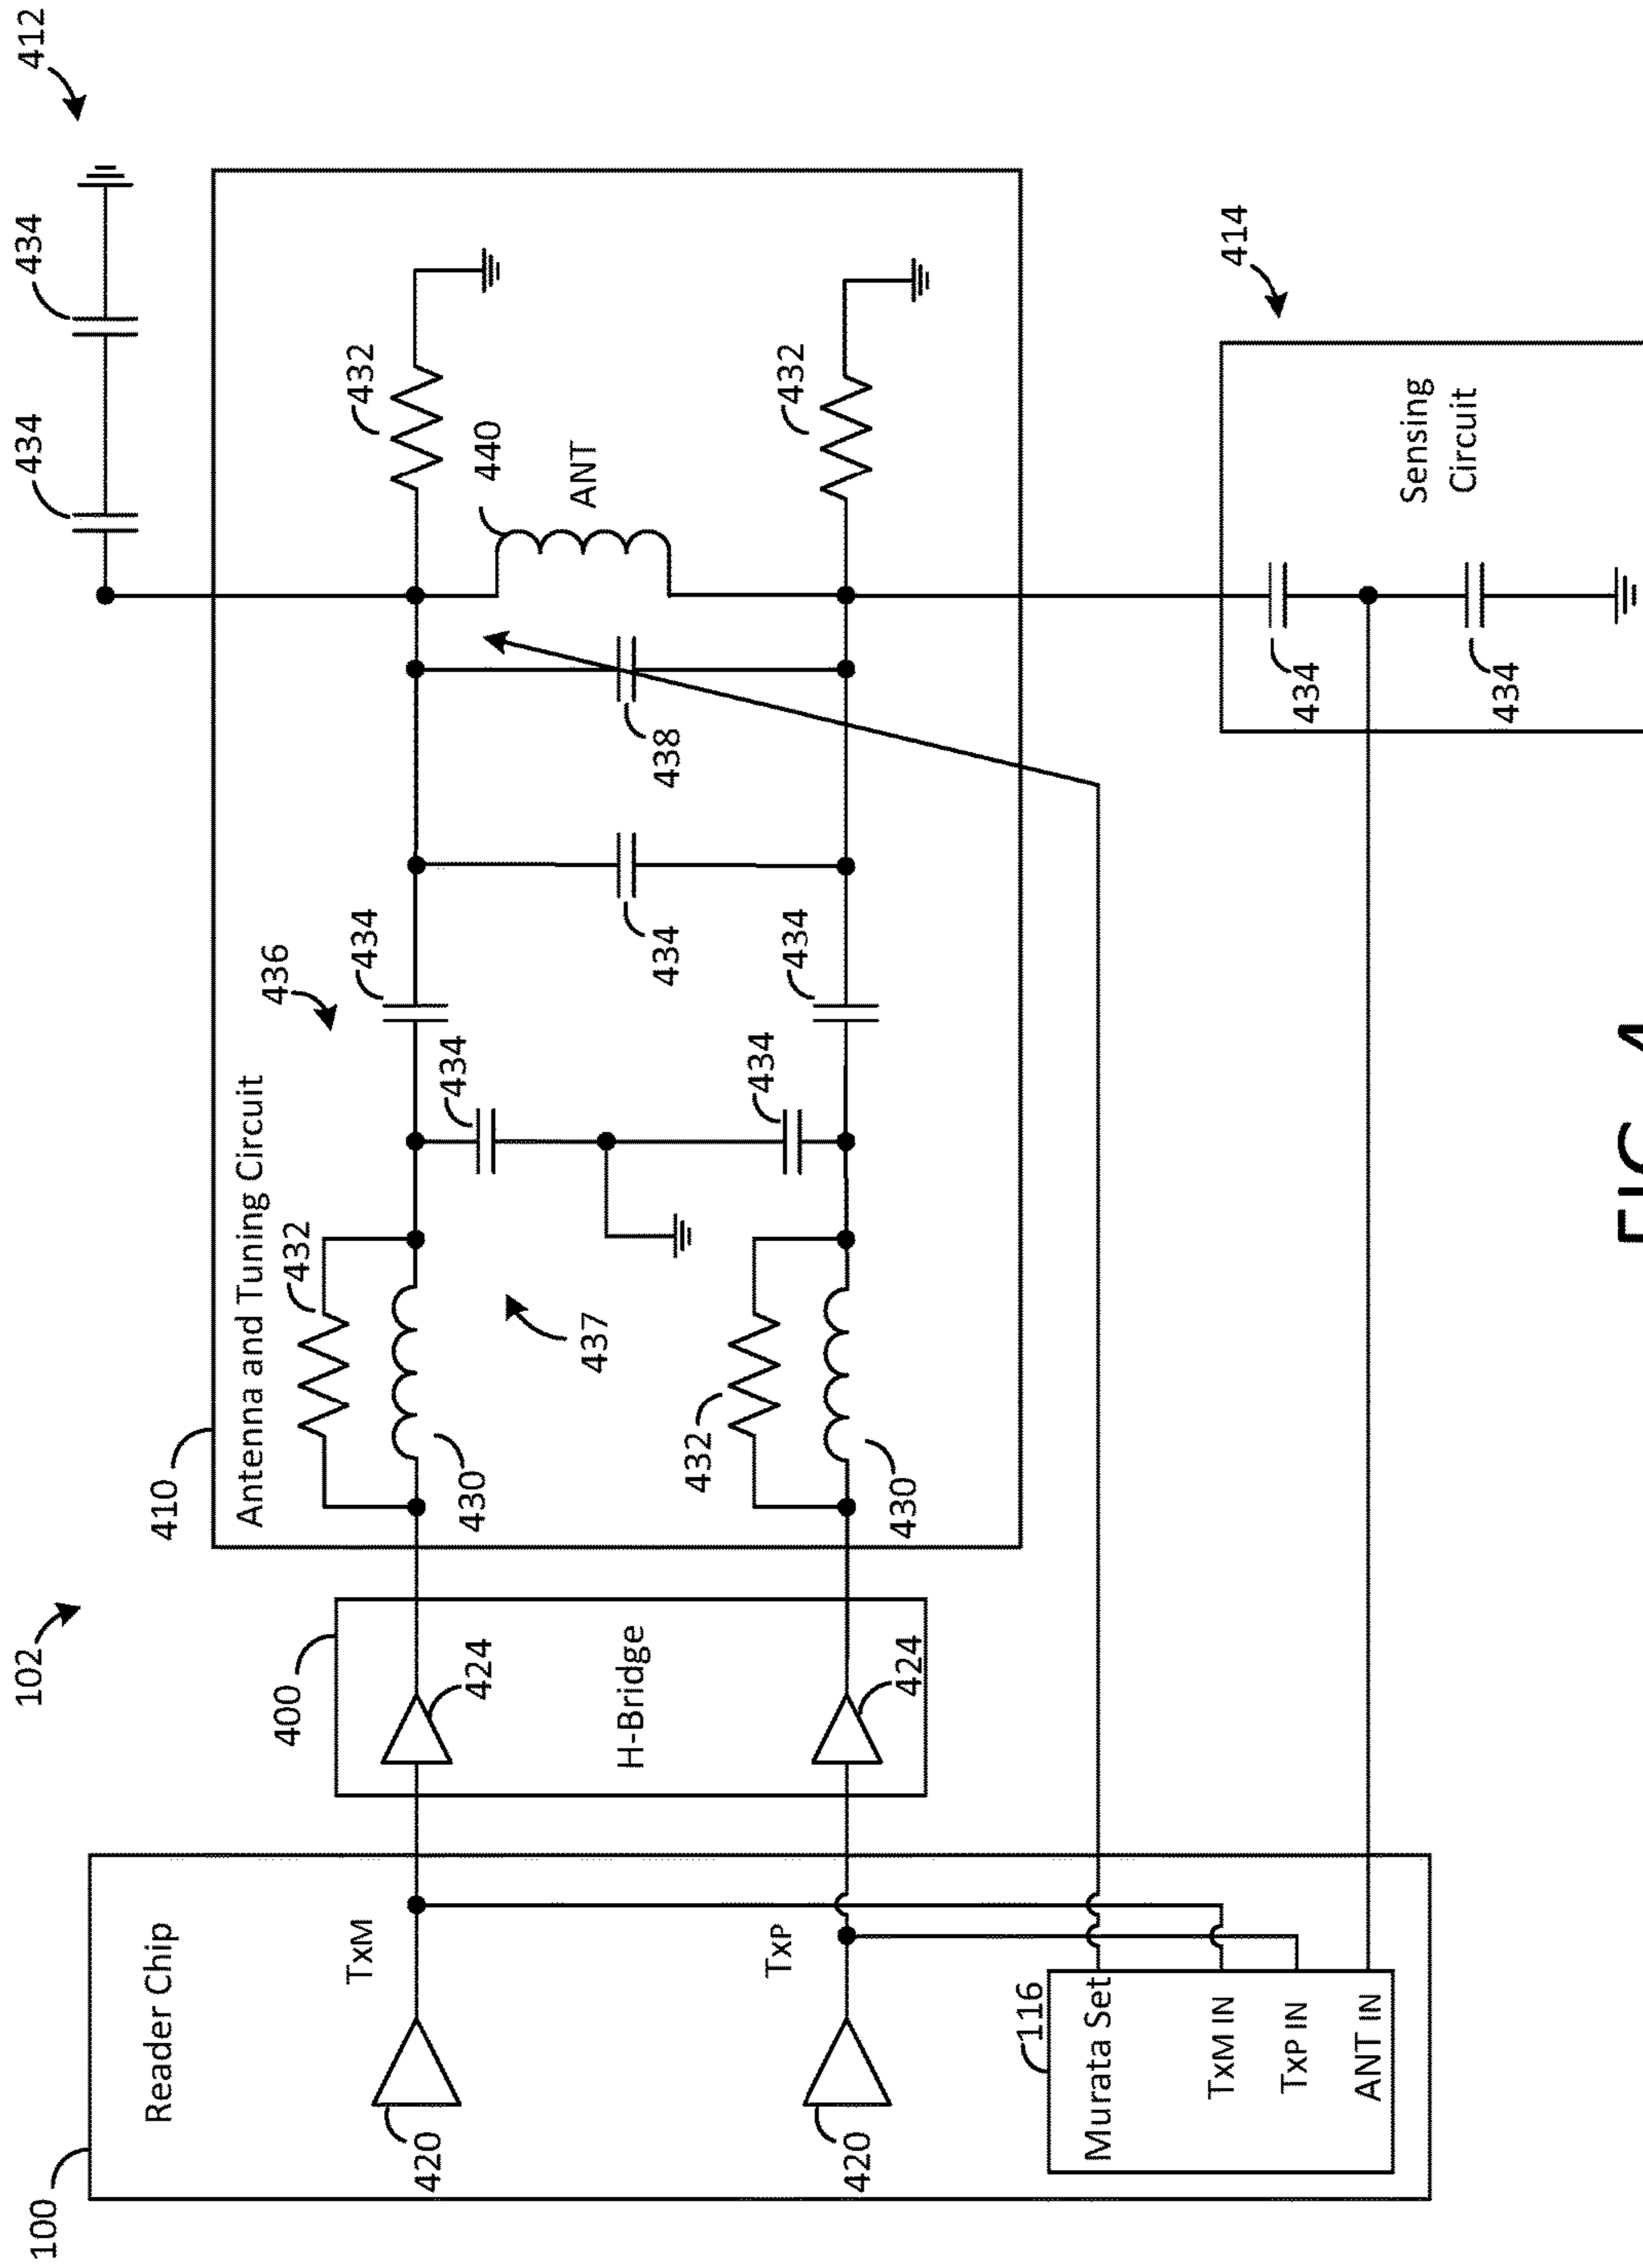 102
412
100
Reader Chip
420
TxM
420
TxP
116
Murata Set
TxM IN
TxP IN
ANT IN
400
424
H-Bridge
424
410
Antenna and Tuning Circuit
432
430
437
432
430
436
434
434
434
434
434
438
440
ANT
432
432
434
434
414
434
434
Sensing
Circuit